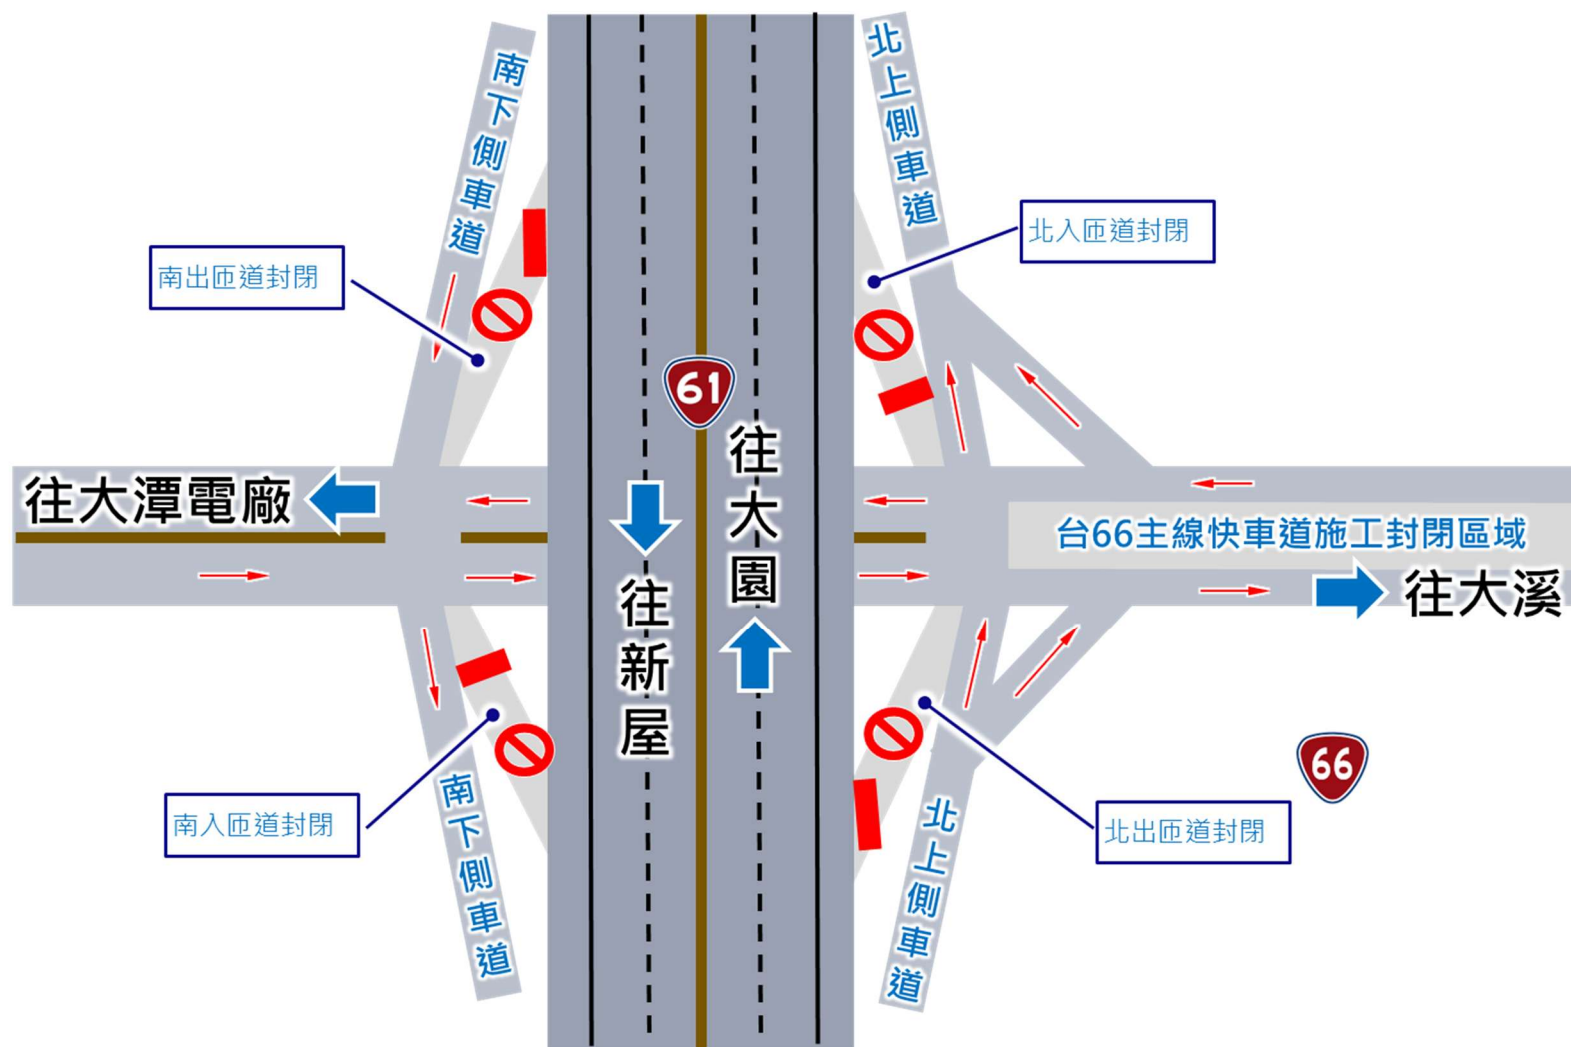 南下側車道
北上側車道
北入匝道封閉
南出匝道封閉
61
往大園
往大潭電廠
台66主線快車道施工封閉區域
往大溪
往新屋
66
南入匝道封閉
南下側車道
北上側車道
北出匝道封閉